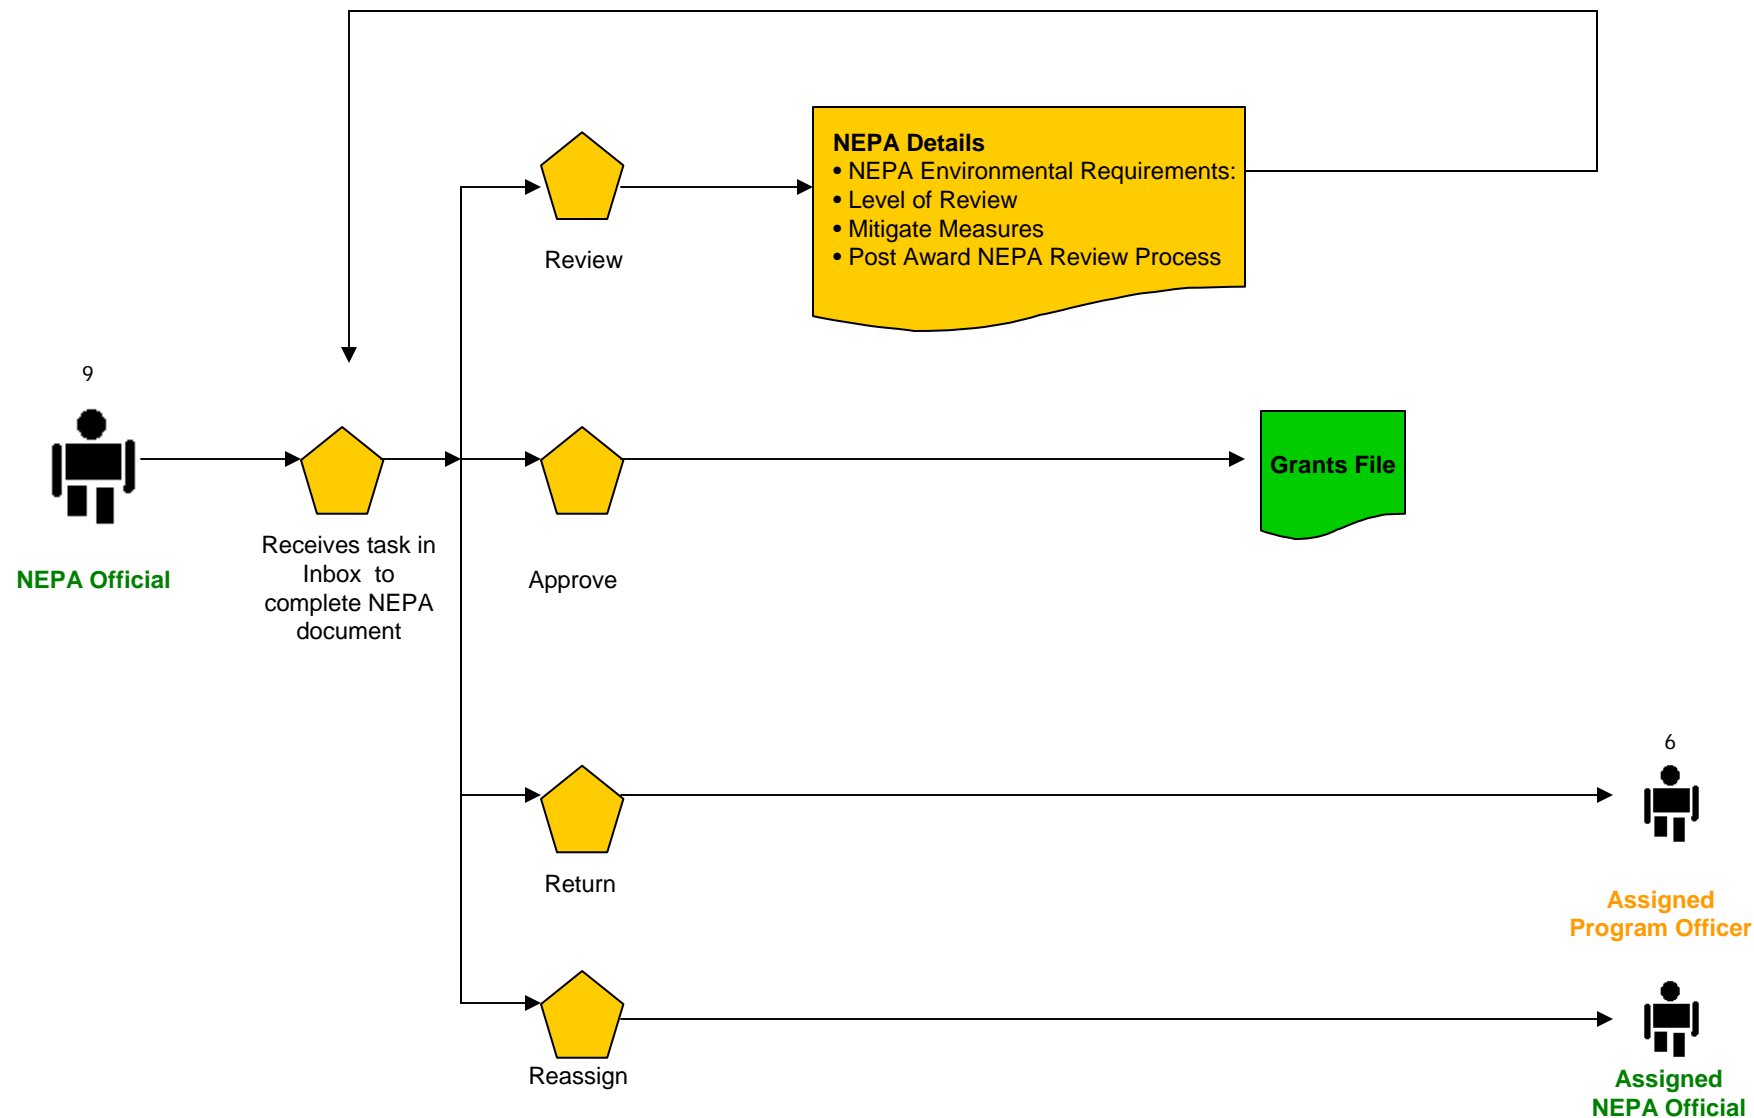 NEPA Details
• NEPA Environmental Requirements:
• Level of Review
• Mitigate Measures
• Post Award NEPA Review Process
Review
9
NEPA Official
Receives task in
Inbox to
complete NEPA
document
Approve
Grants File
6
Return
Assigned
Program Officer
Reassign
Assigned
NEPA Official